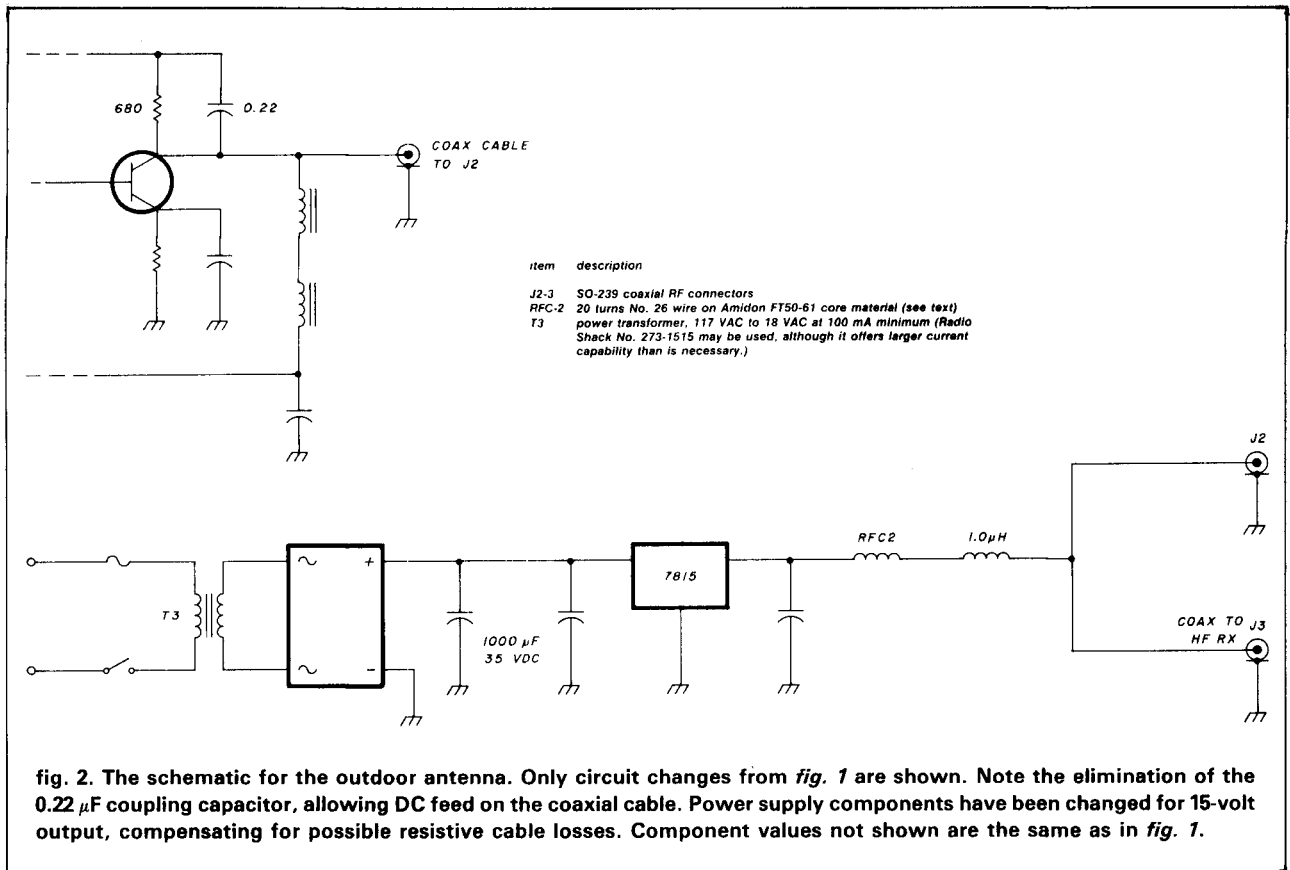 680
0.22
COAX CABLE
TO J2
item description
J2-3 SO-239 coaxial RF connectors
RFC-2 20 turns No. 26 wire on Amidon FT50-61 core material (see text)
T3 power transformer, 117 VAC to 18 VAC at 100 mA minimum (Radio
Shack No. 273-1515 may be used, although it offers larger current
capability than is necessary.)
J2
RFC2
1.0μH
+
7815
T3
1000 μF
35 VDC
-
COAX TO J3
HF RX
fig. 2. The schematic for the outdoor antenna. Only circuit changes from fig. 1 are shown. Note the elimination of the
0.22 μF coupling capacitor, allowing DC feed on the coaxial cable. Power supply components have been changed for 15-volt
output, compensating for possible resistive cable losses. Component values not shown are the same as in fig. 1.